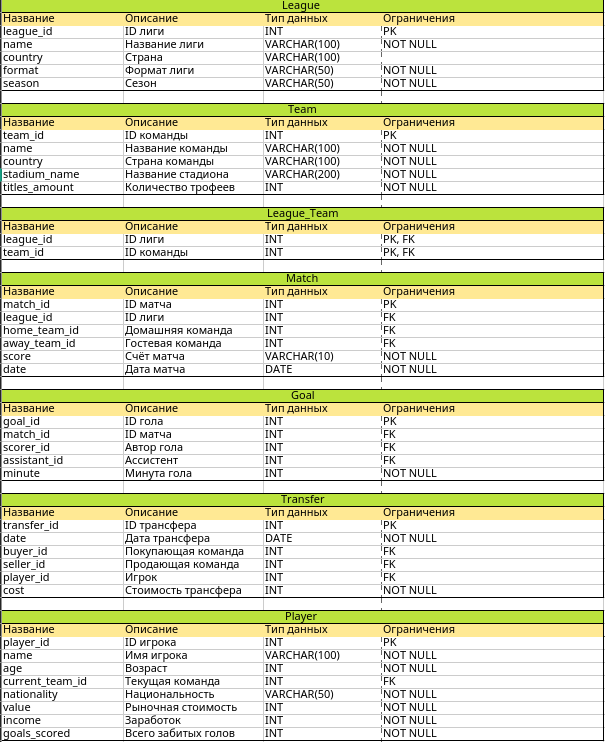 League
Название Описание Тип данных Ограничения
league_id ID лиги INT PK
name Название лиги VARCHAR(100) NOT NULL
country Страна VARCHAR(100)
format Формат лиги VARCHAR(50) NOT NULL
season Сезон VARCHAR(50) NOT NULL
Team
Название Описание Тип данных Ограничения
team_id ID команды INT PK
name Название команды VARCHAR(100) NOT NULL
country Страна команды VARCHAR(100) NOT NULL
stadium_name Название стадиона VARCHAR(200) NOT NULL
titles_amount Количество трофеев INT NOT NULL
League_Team
Название Описание Тип данных Ограничения
league_id ID лиги INT PK, FK
team_id ID команды INT PK, FK
Match
Название Описание Тип данных Ограничения
match_id ID матча INT PK
league_id ID лиги INT FK
home_team_id Домашняя команда INT FK
away_team_id Гостевая команда INT FK
score Счёт матча VARCHAR(10) NOT NULL
date Дата матча DATE NOT NULL
Goal
Название Описание Тип данных Ограничения
goal_id ID гола INT PK
match_id ID матча INT FK
scorer_id Автор гола INT FK
assistant_id Ассистент INT FK
minute Минута гола INT NOT NULL
Transfer
Название Описание Тип данных Ограничения
transfer_id ID трансфера INT PK
date Дата трансфера DATE NOT NULL
buyer_id Покупающая команда INT FK
seller_id Продающая команда INT FK
player_id Игрок INT FK
cost Стоимость трансфера INT NOT NULL
Player
Название Описание Тип данных Ограничения
player_id ID игрока INT PK
name Имя игрока VARCHAR(100) NOT NULL
age Возраст INT NOT NULL
current_team_id Текущая команда INT FK
nationality Национальность VARCHAR(50) NOT NULL
value Рыночная стоимость INT NOT NULL
income Заработок INT NOT NULL
goals_scored Всего забитых голов INT NOT NULL